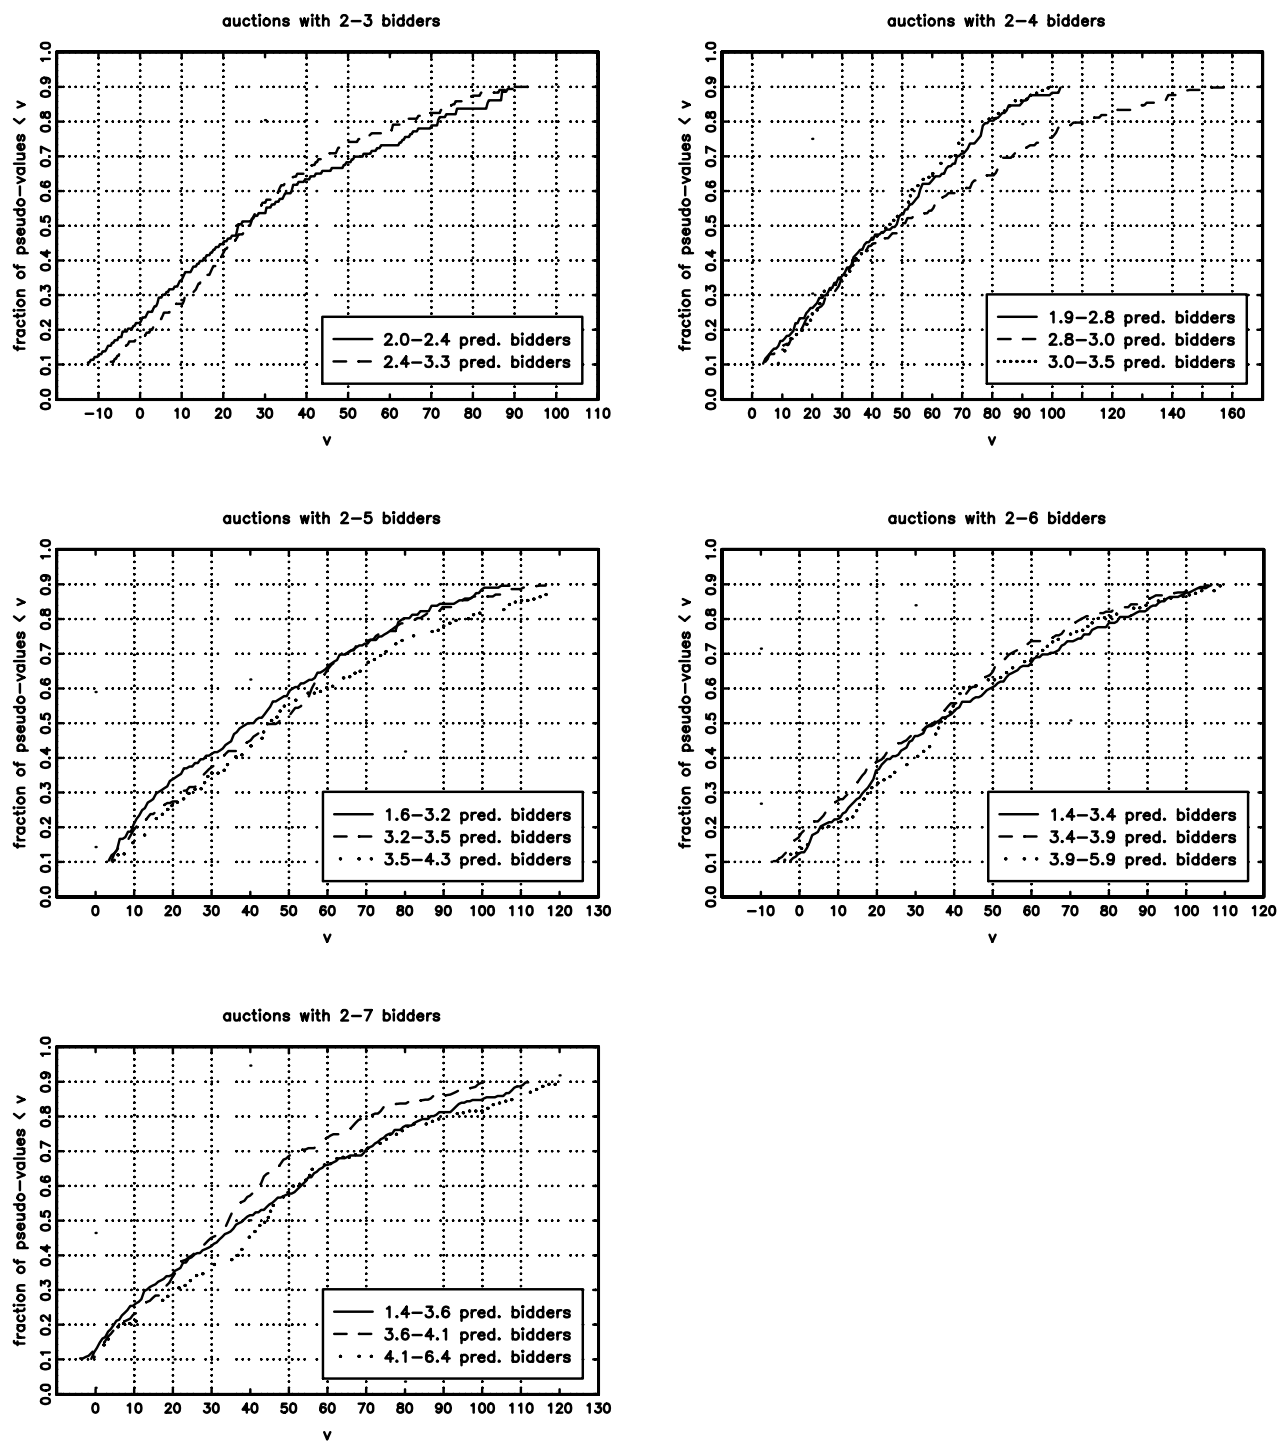 auctions with 2-3 bidders
fraction of pseudo-values < v
1.0
0.9
0.8
0.7
0.6
0.5
0.4
0.3
0.2
0.1
0.0
2.0-2.4 pred. bidders
2.4-3.3 pred. bidders
-10 0 10 20 30 40 50 60 70 80 90 100 110
v
auctions with 2-4 bidders
fraction of pseudo-values < v
1.0
0.9
0.8
0.7
0.6
0.5
0.4
0.3
0.2
0.1
0.0
1.9-2.8 pred. bidders
2.8-3.0 pred. bidders
3.0-3.5 pred. bidders
0 10 20 30 40 50 60 70 80 90 100 120 140 160
v
auctions with 2-5 bidders
fraction of pseudo-values < v
1.0
0.9
0.8
0.7
0.6
0.5
0.4
0.3
0.2
0.1
0.0
1.6-3.2 pred. bidders
3.2-3.5 pred. bidders
3.5-4.3 pred. bidders
0 10 20 30 40 50 60 70 80 90 100 110 120 130
v
auctions with 2-6 bidders
fraction of pseudo-values < v
1.0
0.9
0.8
0.7
0.6
0.5
0.4
0.3
0.2
0.1
0.0
1.4-3.4 pred. bidders
3.4-3.9 pred. bidders
3.9-5.9 pred. bidders
-10 0 10 20 30 40 50 60 70 80 90 100 110 120
v
auctions with 2-7 bidders
fraction of pseudo-values < v
1.0
0.9
0.8
0.7
0.6
0.5
0.4
0.3
0.2
0.1
0.0
1.4-3.6 pred. bidders
3.6-4.1 pred. bidders
4.1-6.4 pred. bidders
0 10 20 30 40 50 60 70 80 90 100 110 120 130
v